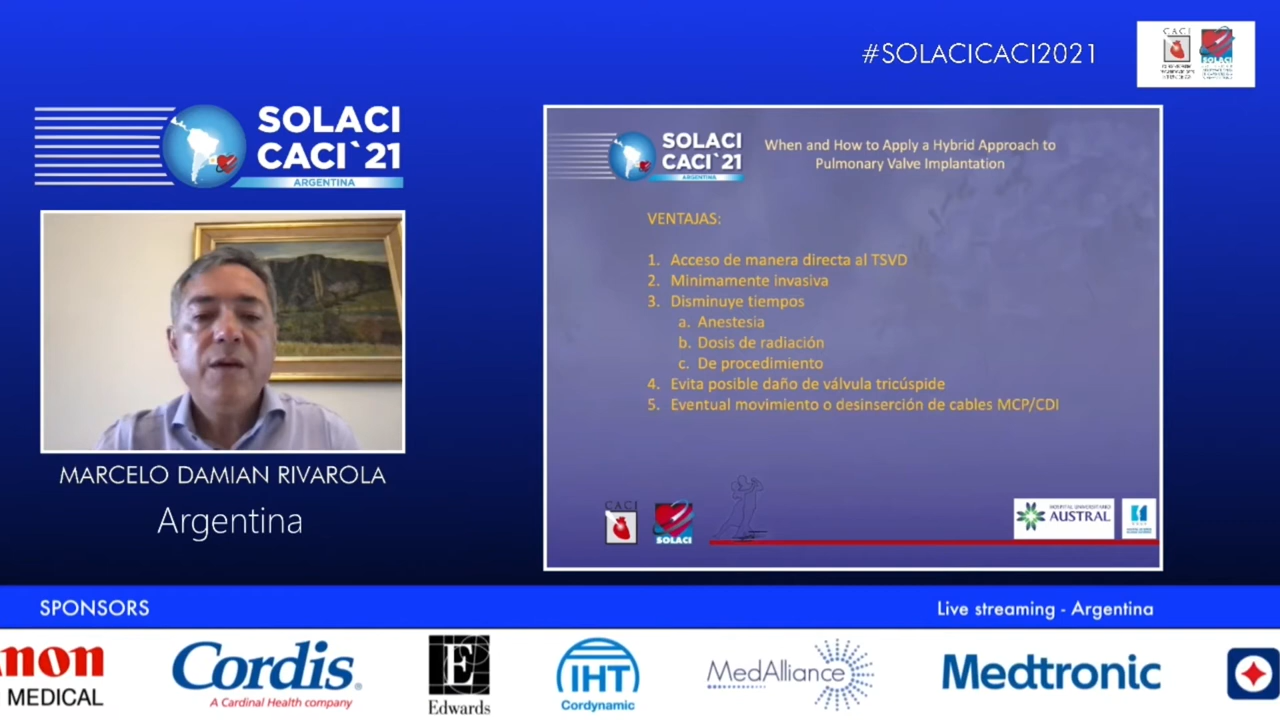 #SOLACICACI2021
CACI
SOLACI
SOLACI
CACI`21
ARGENTINA
MARCELO DAMIAN RIVAROLA
Argentina
SOLACI
CACI`21
ARGENTINA
When and How to Apply a Hybrid Approach to
Pulmonary Valve Implantation
VENTAJAS:
1. Acceso de manera directa al TSVD
2. Minimamente invasiva
3. Disminuye tiempos
a. Anestesia
b. Dosis de radiación
c. De procedimiento
4. Evita posible daño de válvula tricúspide
5. Eventual movimiento o desinserción de cables MCP/CDI
CACI
SOLACI
HOSPITAL UNIVERSITARIO
AUSTRAL
SPONSORS
Live streaming - Argentina
non
MEDICAL
Cordis®
A Cardinal Health company
E
Edwards
IHT
Cordynamic
MedAlliance
Medtronic